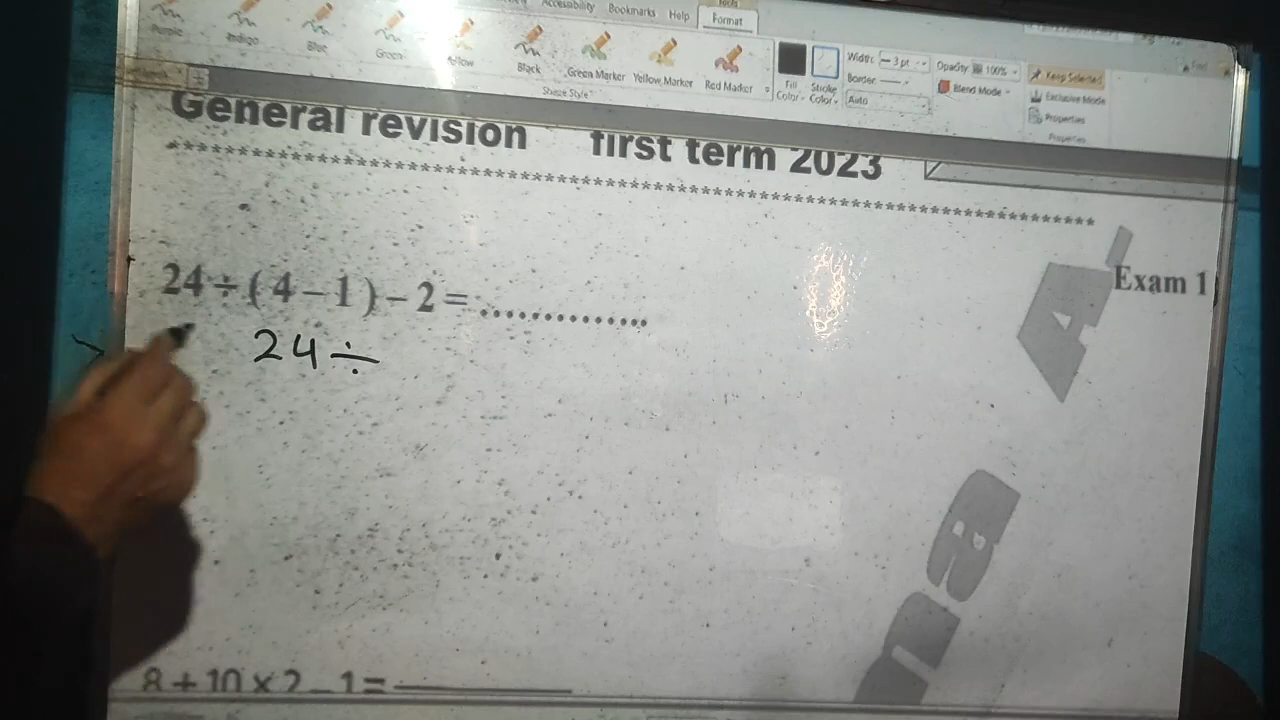 Accessibility Bookmarks Help Format
Indigo Blue Green Yellow Black Green Marker Yellow Marker Red Marker
Fill Color Stroke Color
Width: 3 pt Opacity: 100% Keep Selected
Border: Blend Mode Exclusive Mode
Auto Properties
Shape Style Properties
General revision first term 2023
Exam 1
24÷(4-1)-2=..............
24÷
8+10×2-1=